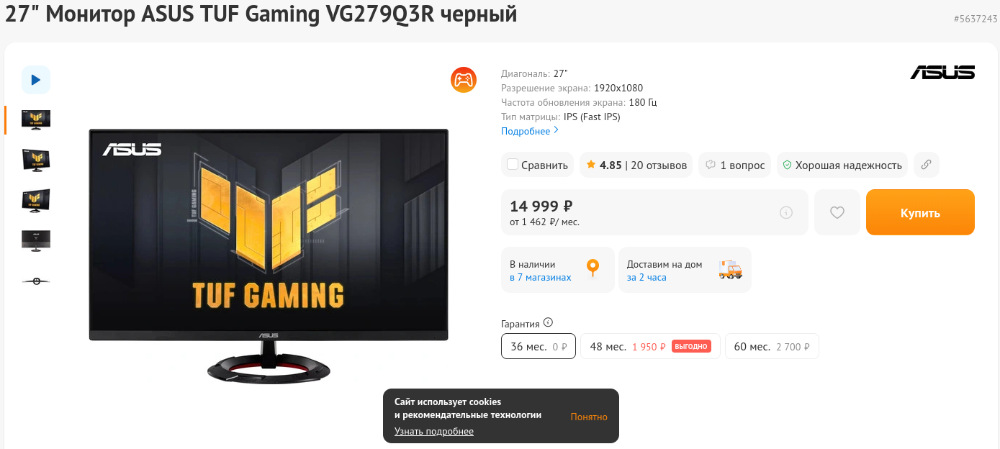 27" Монитор ASUS TUF Gaming VG279Q3R черный
#5637243
ASUS
TUF GAMING
ASUS
Диагональ: 27"
Разрешение экрана: 1920x1080
Частота обновления экрана: 180 Гц
Тип матрицы: IPS (Fast IPS)
Подробнее
ASUS
Сравнить
4.85 | 20 отзывов
1 вопрос
Хорошая надежность
14 999 ₽
от 1 462 ₽/ мес.
Купить
В наличии
в 7 магазинах
Доставим на дом
за 2 часа
Гарантия
36 мес. 0 ₽
48 мес. 1 950 ₽ ВЫГОДНО
60 мес. 2 700 ₽
Сайт использует cookies
и рекомендательные технологии
Узнать подробнее
Понятно